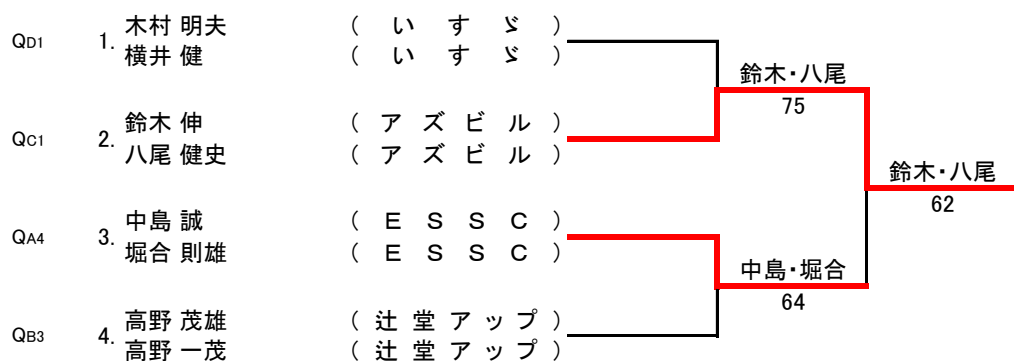 QD1 1. 木村 明夫 ( い す ゞ )
横井 健 ( い す ゞ )
鈴木・八尾
75
QC1 2. 鈴木 伸 ( ア ズ ビ ル )
八尾 健史 ( ア ズ ビ ル )
鈴木・八尾
62
QA4 3. 中島 誠 ( E S S C )
堀合 則雄 ( E S S C )
中島・堀合
64
QB3 4. 高野 茂雄 ( 辻 堂 ア ッ プ )
高野 一茂 ( 辻 堂 ア ッ プ )